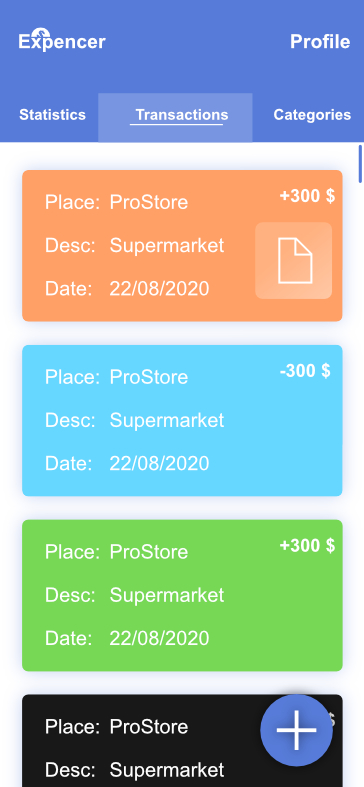 Expencer
Profile
Statistics
Transactions
Categories
Place: ProStore
+300 $
Desc: Supermarket
Date: 22/08/2020
Place: ProStore
-300 $
Desc: Supermarket
Date: 22/08/2020
Place: ProStore
+300 $
Desc: Supermarket
Date: 22/08/2020
Place: ProStore
$
Desc: Supermarket